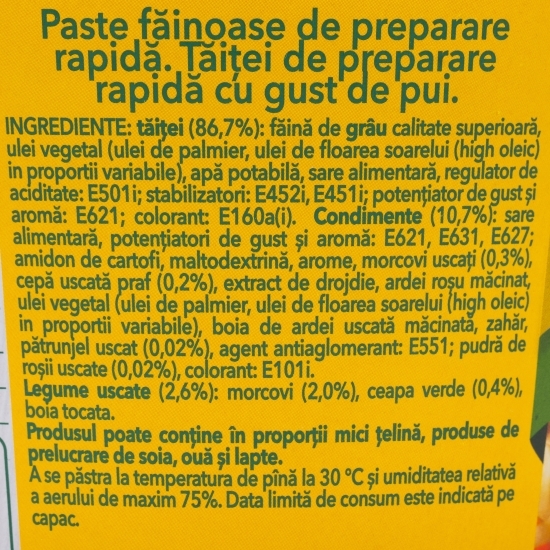 Paste făinoase de preparare
rapidă. Tăiței de preparare
rapidă cu gust de pui.
INGREDIENTE: tăiței (86,7%): făină de grâu calitate superioară,
ulei vegetal (ulei de palmier, ulei de floarea soarelui (high oleic)
in proportii variabile), apă potabilă, sare alimentară, regulator de
aciditate: E501i; stabilizatori: E452i, E451i; potențiator de gust și
aromă: E621; colorant: E160a(i). Condimente (10,7%): sare
alimentară, potențiatori de gust și aromă: E621, E631, E627;
amidon de cartofi, maltodextrină, arome, morcovi uscați (0,3%),
cepă uscată praf (0,2%), extract de drojdie, ardei roșu măcinat,
ulei vegetal (ulei de palmier, ulei de floarea soarelui (high oleic)
in proportii variabile), boia de ardei uscată măcinată, zahăr,
pătrunjel uscat (0,02%), agent antiaglomerant: E551; pudră de
roșii uscate (0,02%), colorant: E101i.
Legume uscate (2,6%): morcovi (2,0%), ceapa verde (0,4%),
boia tocata.
Produsul poate conține în proporții mici țelină, produse de
prelucrare de soia, ouă și lapte.
A se păstra la temperatura de pînă la 30 °C și umiditatea relativă
a aerului de maxim 75%. Data limită de consum este indicată pe
capac.